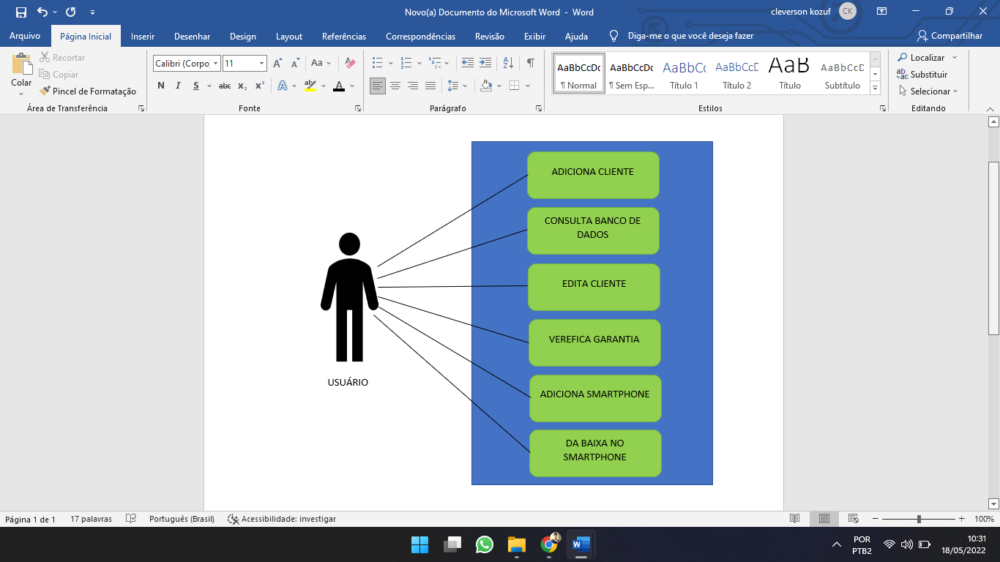 Novo(a) Documento do Microsoft Word - Word
cleverson kozuf
CK
Arquivo
Página Inicial
Inserir
Desenhar
Design
Layout
Referências
Correspondências
Revisão
Exibir
Ajuda
Diga-me o que você deseja fazer
Compartilhar
Colar
Recortar
Copiar
Pincel de Formatação
Área de Transferência
Calibri (Corpo)
11
Aa
N I S abc x₂ x²
Fonte
Parágrafo
AaBbCcDc
¶ Normal
AaBbCcDc
¶ Sem Esp...
AaBbCc
Título 1
AaBbCcD
Título 2
AaB
Título
AaBbCcD
Subtítulo
Estilos
Localizar
Substituir
Selecionar
Editando
ADICIONA CLIENTE
CONSULTA BANCO DE
DADOS
EDITA CLIENTE
VEREFICA GARANTIA
ADICIONA SMARTPHONE
DA BAIXA NO
SMARTPHONE
USUÁRIO
Página 1 de 1
17 palavras
Português (Brasil)
Acessibilidade: investigar
100%
POR
PTB2
10:31
18/05/2022